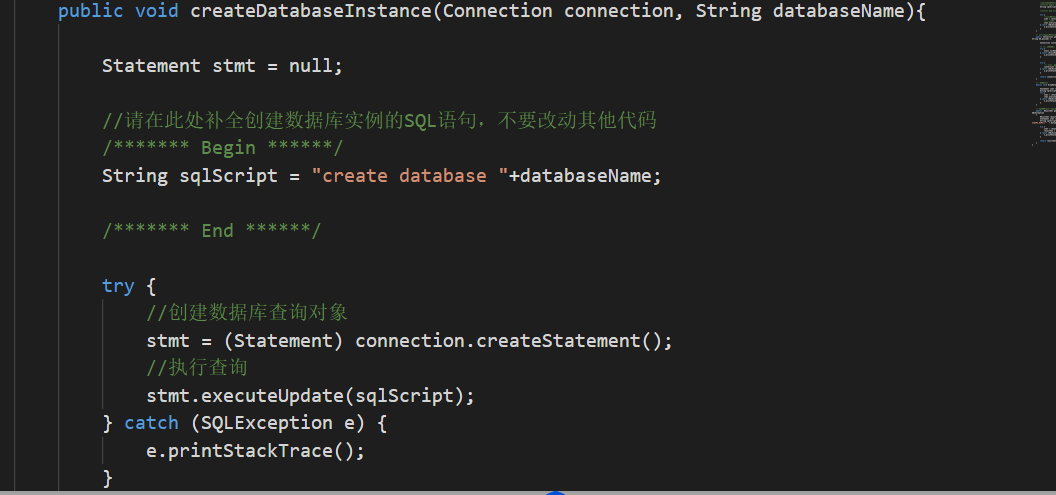 public void createDatabaseInstance(Connection connection, String databaseName){
Statement stmt = null;
//请在此处补全创建数据库实例的SQL语句，不要改动其他代码
/******* Begin ******/
String sqlScript = "create database "+databaseName;
/******* End ******/
try {
//创建数据库查询对象
stmt = (Statement) connection.createStatement();
//执行查询
stmt.executeUpdate(sqlScript);
} catch (SQLException e) {
e.printStackTrace();
}